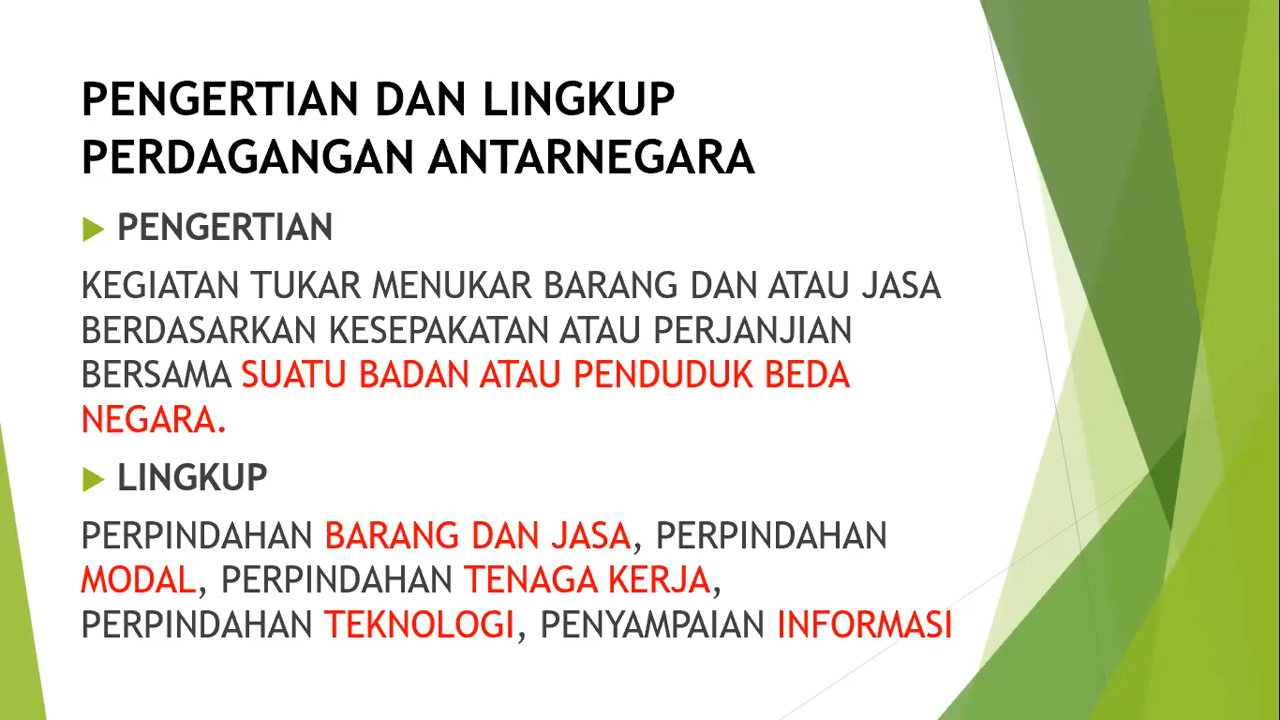 PENGERTIAN DAN LINGKUP
PERDAGANGAN ANTARNEGARA
PENGERTIAN
KEGIATAN TUKAR MENUKAR BARANG DAN ATAU JASA
BERDASARKAN KESEPAKATAN ATAU PERJANJIAN
BERSAMA SUATU BADAN ATAU PENDUDUK BEDA
NEGARA.
LINGKUP
PERPINDAHAN BARANG DAN JASA, PERPINDAHAN
MODAL, PERPINDAHAN TENAGA KERJA,
PERPINDAHAN TEKNOLOGI, PENYAMPAIAN INFORMASI